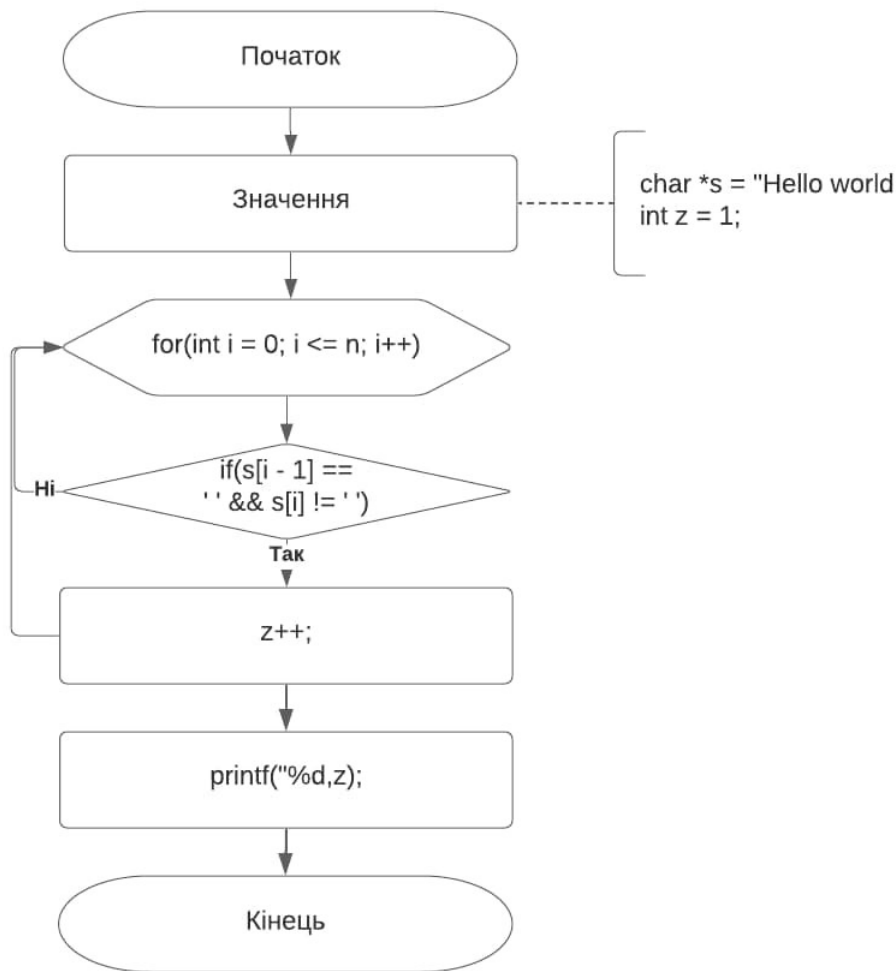 Початок
Значення
char *s = "Hello world
int z = 1;
for(int i = 0; i <= n; i++)
if(s[i - 1] ==
' ' && s[i] != ' ')
Ні
Так
z++;
printf("%d,z);
Кінець